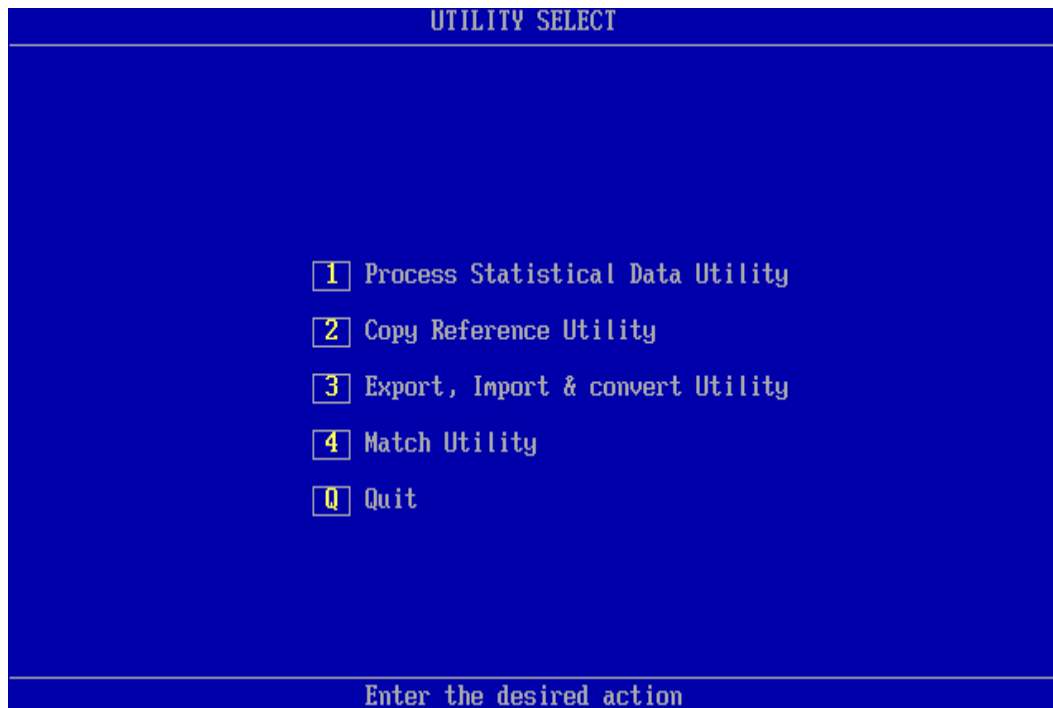 UTILITY SELECT
1 Process Statistical Data Utility
2 Copy Reference Utility
3 Export, Import & convert Utility
4 Match Utility
Q Quit
Enter the desired action